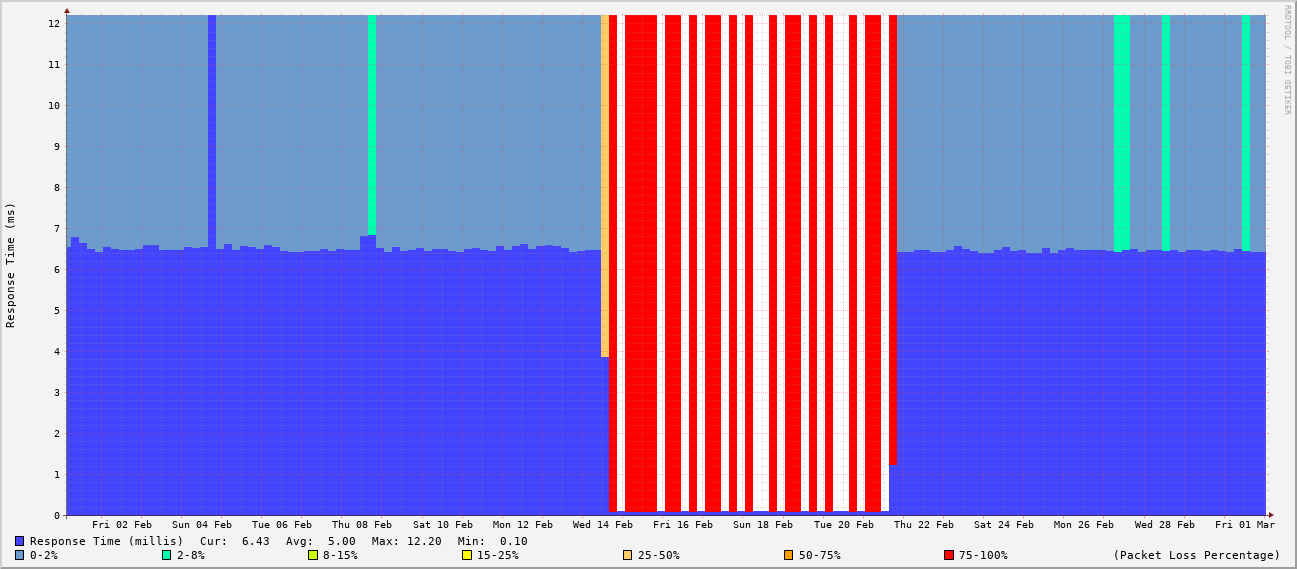 RRDTOOL / TOBI OETIKER
Response Time (ms)
12
11
10
9
8
7
6
5
4
3
2
1
0
Fri 02 Feb Sun 04 Feb Tue 06 Feb Thu 08 Feb Sat 10 Feb Mon 12 Feb Wed 14 Feb Fri 16 Feb Sun 18 Feb Tue 20 Feb Thu 22 Feb Sat 24 Feb Mon 26 Feb Wed 28 Feb Fri 01 Mar
Response Time (millis) Cur: 6.43 Avg: 5.00 Max: 12.20 Min: 0.10
0-2% 2-8% 8-15% 15-25% 25-50% 50-75% 75-100% (Packet Loss Percentage)